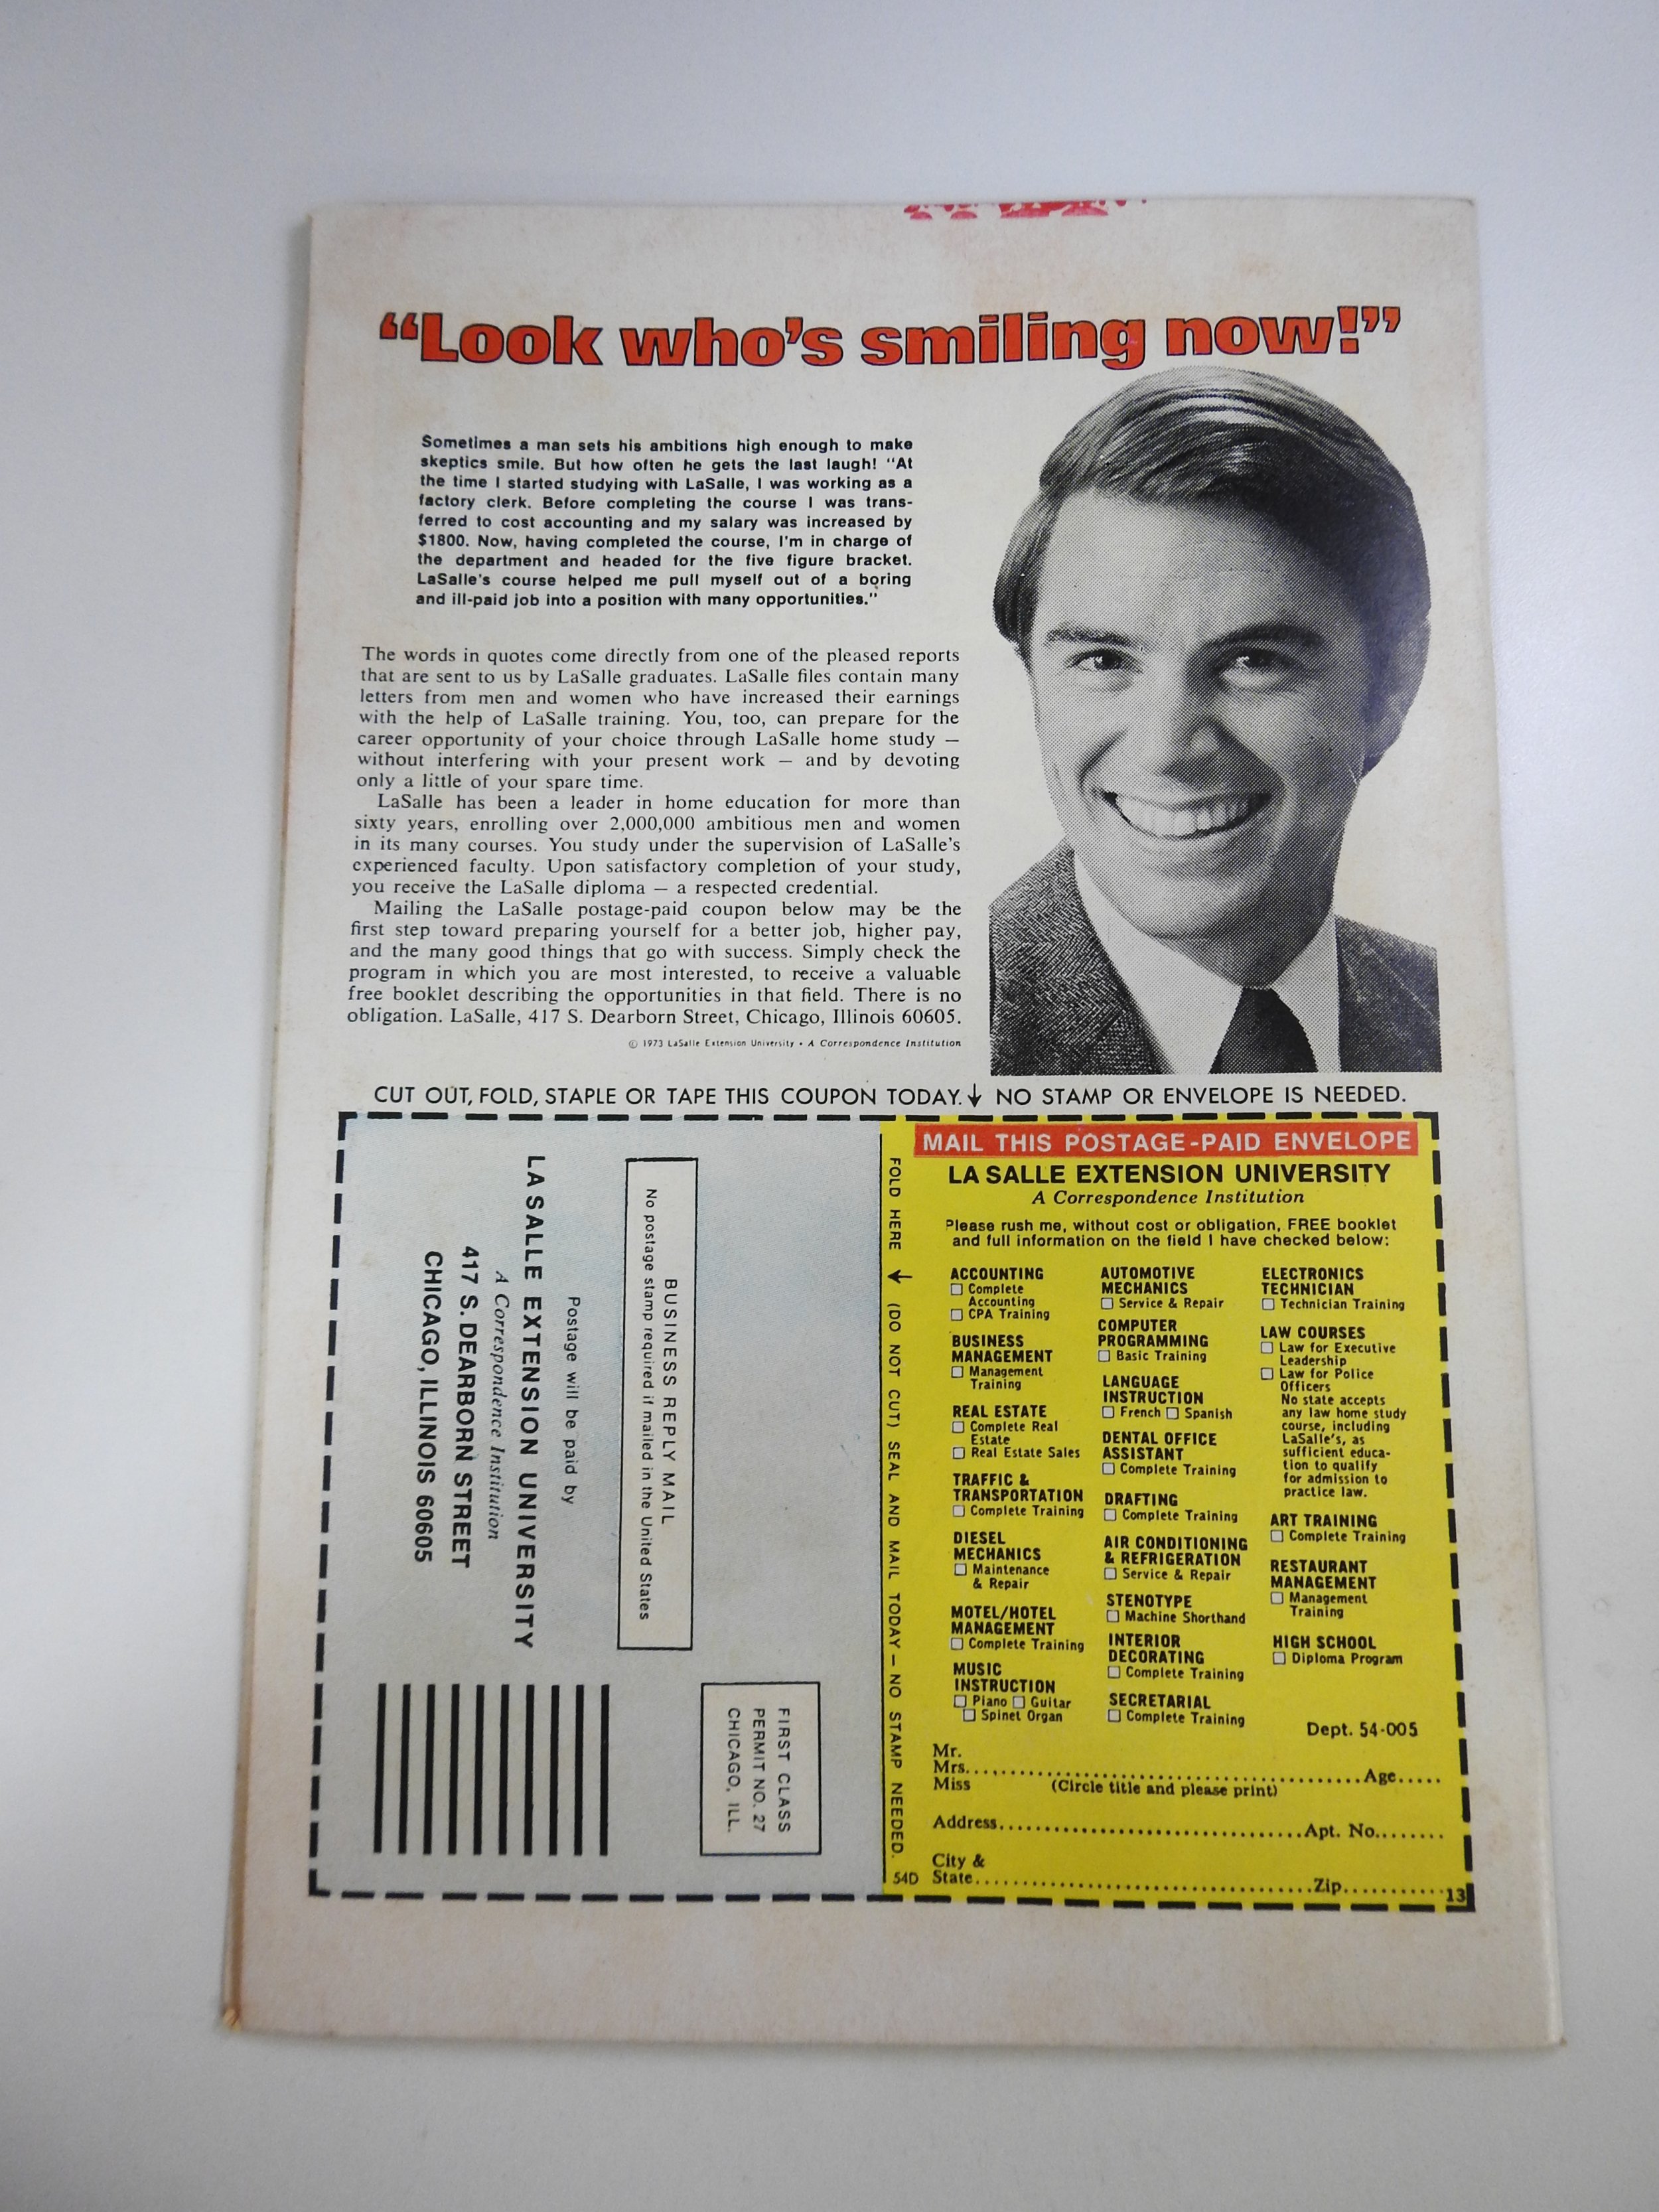 “Look who’s smiling now!”
Sometimes a man sets his ambitions high enough to make
skeptics smile. But how often he gets the last laugh! "At
the time I started studying with LaSalle, I was working as a
factory clerk. Before completing the course I was trans-
ferred to cost accounting and my salary was increased by
$1800. Now, having completed the course, I'm in charge of
the department and headed for the five figure bracket.
LaSalle's course helped me pull myself out of a boring
and ill-paid job into a position with many opportunities."
The words in quotes come directly from one of the pleased reports
that are sent to us by LaSalle graduates. LaSalle files contain many
letters from men and women who have increased their earnings
with the help of LaSalle training. You, too, can prepare for the
career opportunity of your choice through LaSalle home study —
without interfering with your present work — and by devoting
only a little of your spare time.
LaSalle has been a leader in home education for more than
sixty years, enrolling over 2,000,000 ambitious men and women
in its many courses. You study under the supervision of LaSalle's
experienced faculty. Upon satisfactory completion of your study,
you receive the LaSalle diploma — a respected credential.
Mailing the LaSalle postage-paid coupon below may be the
first step toward preparing yourself for a better job, higher pay,
and the many good things that go with success. Simply check the
program in which you are most interested, to receive a valuable
free booklet describing the opportunities in that field. There is no
obligation. LaSalle, 417 S. Dearborn Street, Chicago, Illinois 60605.
© 1973 LaSalle Extension University • A Correspondence Institution
CUT OUT, FOLD, STAPLE OR TAPE THIS COUPON TODAY. ↓ NO STAMP OR ENVELOPE IS NEEDED.
FIRST CLASS
PERMIT NO. 27
CHICAGO, ILL.
BUSINESS REPLY MAIL
No postage stamp required if mailed in the United States
Postage will be paid by
LA SALLE EXTENSION UNIVERSITY
A Correspondence Institution
417 S. DEARBORN STREET
CHICAGO, ILLINOIS 60605
FOLD HERE ↓ (DO NOT CUT) SEAL AND MAIL TODAY — NO STAMP NEEDED.
54D
MAIL THIS POSTAGE-PAID ENVELOPE
LA SALLE EXTENSION UNIVERSITY
A Correspondence Institution
Please rush me, without cost or obligation, FREE booklet
and full information on the field I have checked below:
ACCOUNTING
☐ Complete
Accounting
☐ CPA Training
BUSINESS
MANAGEMENT
☐ Management
Training
REAL ESTATE
☐ Complete Real
Estate
☐ Real Estate Sales
TRAFFIC &
TRANSPORTATION
☐ Complete Training
DIESEL
MECHANICS
☐ Maintenance
& Repair
MOTEL/HOTEL
MANAGEMENT
☐ Complete Training
MUSIC
INSTRUCTION
☐ Piano ☐ Guitar
☐ Spinet Organ
AUTOMOTIVE
MECHANICS
☐ Service & Repair
COMPUTER
PROGRAMMING
☐ Basic Training
LANGUAGE
INSTRUCTION
☐ French ☐ Spanish
DENTAL OFFICE
ASSISTANT
☐ Complete Training
DRAFTING
☐ Complete Training
AIR CONDITIONING
& REFRIGERATION
☐ Service & Repair
STENOTYPE
☐ Machine Shorthand
INTERIOR
DECORATING
☐ Complete Training
SECRETARIAL
☐ Complete Training
ELECTRONICS
TECHNICIAN
☐ Technician Training
LAW COURSES
☐ Law for Executive
Leadership
☐ Law for Police
Officers
No state accepts
any law home study
course, including
LaSalle's, as
sufficient educa-
tion to qualify
for admission to
practice law.
ART TRAINING
☐ Complete Training
RESTAURANT
MANAGEMENT
☐ Management
Training
HIGH SCHOOL
☐ Diploma Program
Dept. 54-005
Mr.
Mrs. Age
Miss (Circle title and please print)
Address Apt. No.
City &
State Zip 13